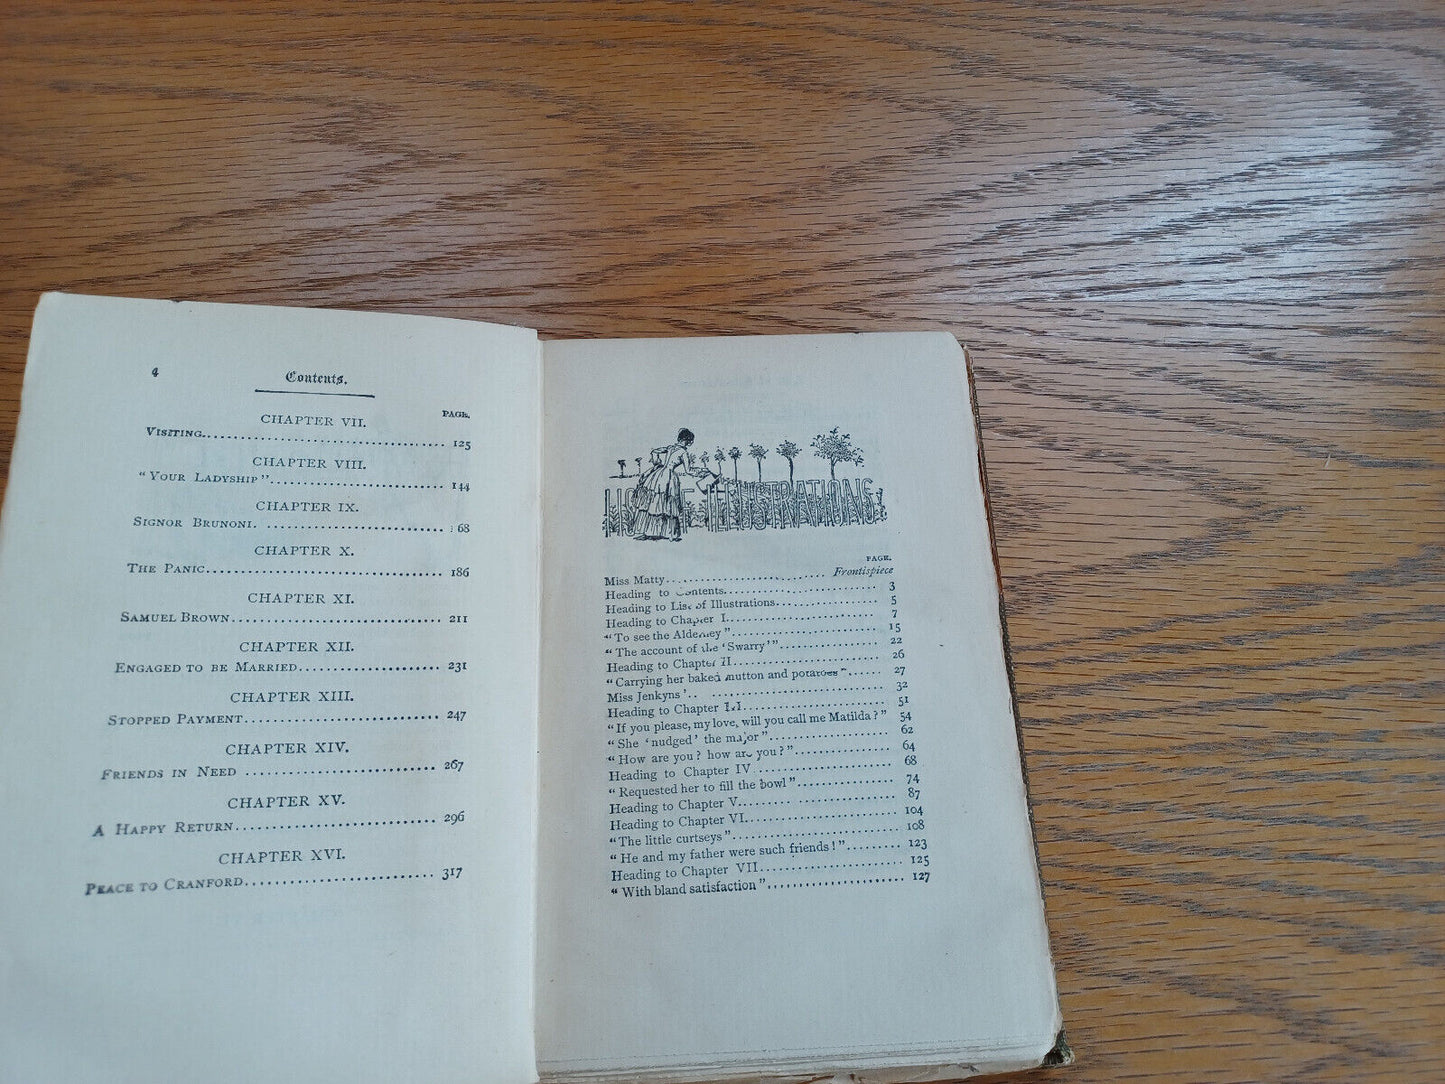 4 Contents.
PAGE.
CHAPTER VII.
VISITING. 125
CHAPTER VIII.
"YOUR LADYSHIP" 144
CHAPTER IX.
SIGNOR BRUNONI. 68
CHAPTER X.
THE PANIC 186
CHAPTER XI.
SAMUEL BROWN 211
CHAPTER XII.
ENGAGED TO BE MARRIED 231
CHAPTER XIII.
STOPPED PAYMENT 247
CHAPTER XIV.
FRIENDS IN NEED 267
CHAPTER XV.
A HAPPY RETURN 296
CHAPTER XVI.
PEACE TO CRANFORD 317
LIST OF ILLUSTRATIONS.
PAGE.
Miss Matty Frontispiece
Heading to Contents 3
Heading to List of Illustrations 5
Heading to Chapter I. 7
"To see the Alderney" 15
"The account of the 'Swarry'" 22
Heading to Chapter II 26
"Carrying her baked mutton and potatoes" 27
Miss Jenkyns 32
Heading to Chapter III 51
"If you please, my love, will you call me Matilda?" 54
"She 'nudged' the major" 62
"How are you? how are you?" 64
Heading to Chapter IV 68
"Requested her to fill the bowl" 74
Heading to Chapter V. 87
Heading to Chapter VI. 104
"The little curtseys" 108
"He and my father were such friends!" 123
Heading to Chapter VII 125
"With bland satisfaction" 127